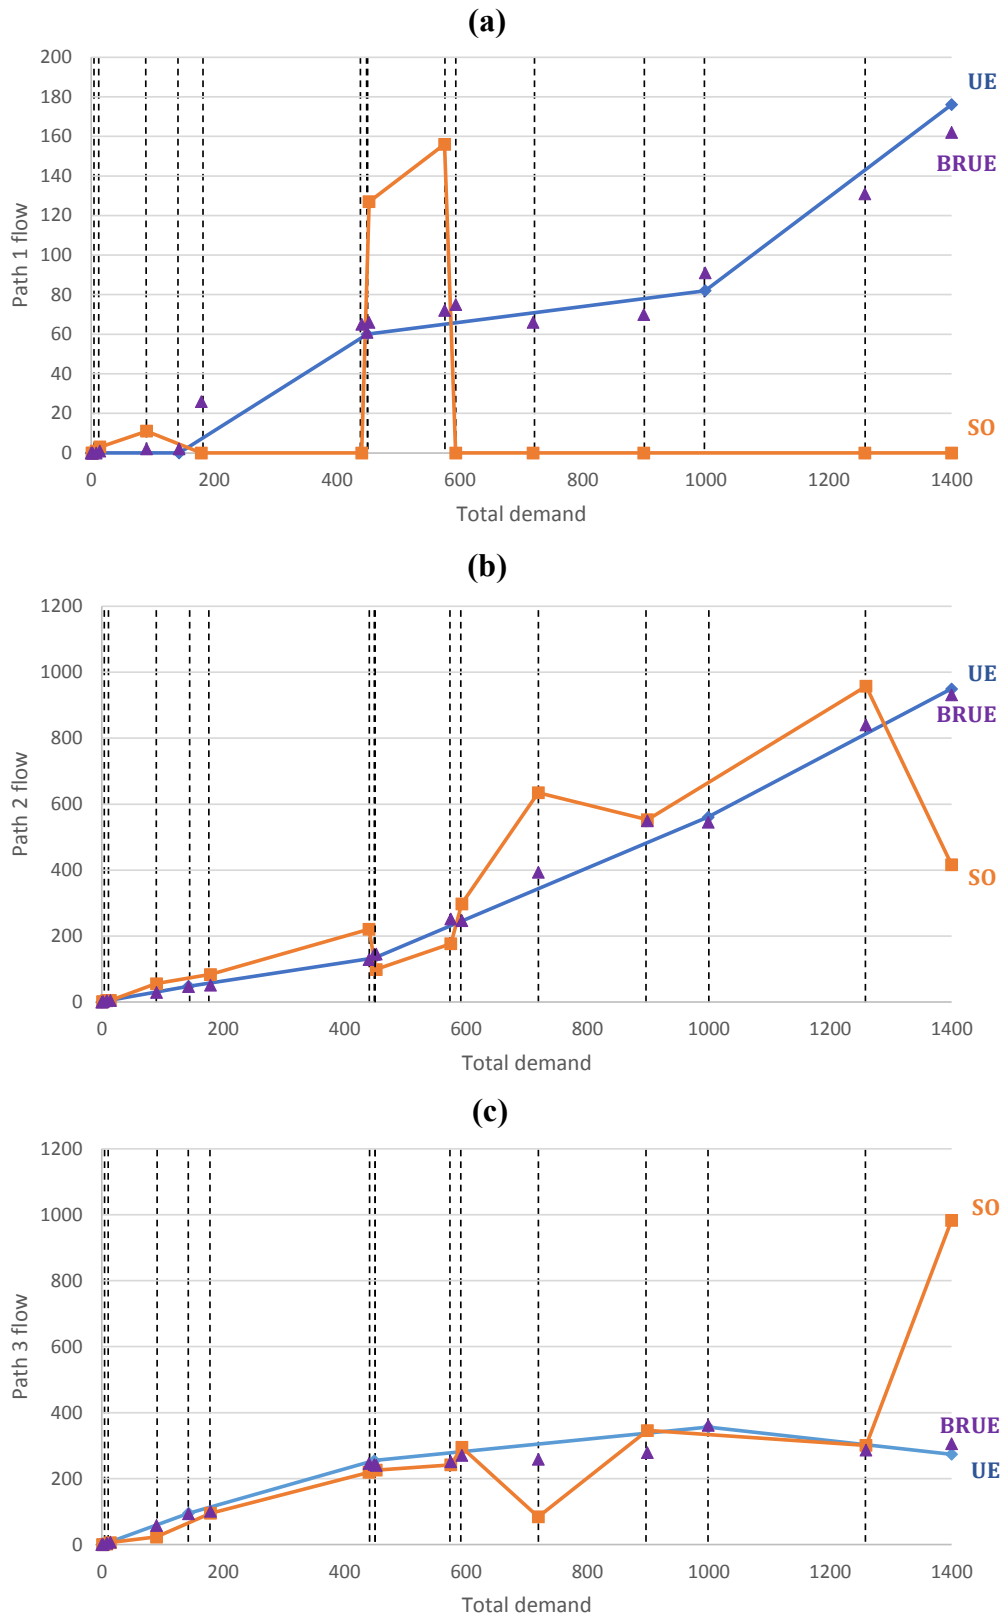 (a)
200
180
160
140
120
100
80
60
40
20
0
Path 1 flow
UE
BRUE
SO
0 200 400 600 800 1000 1200 1400
Total demand
(b)
1200
1000
800
600
400
200
0
Path 2 flow
UE
BRUE
SO
0 200 400 600 800 1000 1200 1400
Total demand
(c)
1200
1000
800
600
400
200
0
Path 3 flow
SO
BRUE
UE
0 200 400 600 800 1000 1200 1400
Total demand